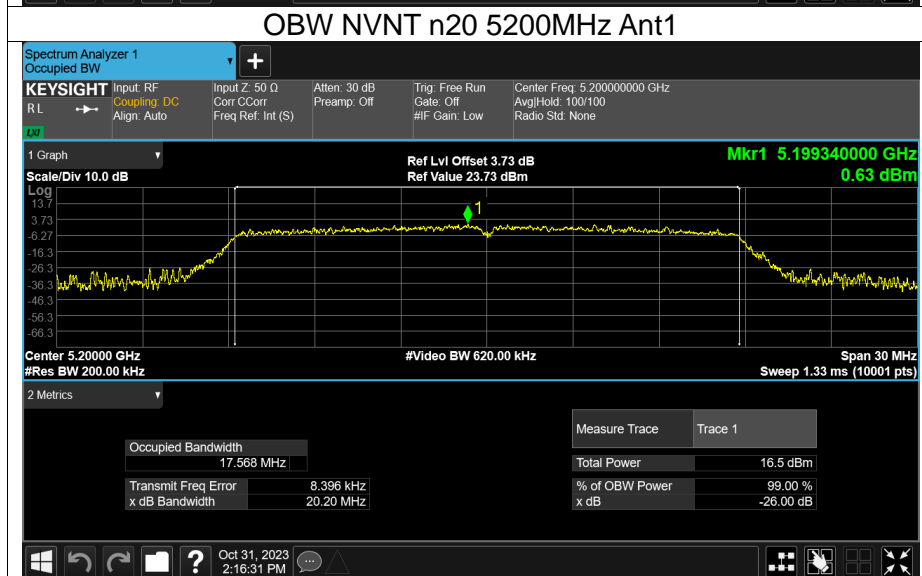 OBW NVNT n20 5200MHz Ant1
Spectrum Analyzer 1
Occupied BW
KEYSIGHT
R L
LXI
Input: RF
Coupling: DC
Align: Auto
Input Z: 50 Ω
Corr CCorr
Freq Ref: Int (S)
Atten: 30 dB
Preamp: Off
Trig: Free Run
Gate: Off
#IF Gain: Low
Center Freq: 5.200000000 GHz
Avg|Hold: 100/100
Radio Std: None
1 Graph
Scale/Div 10.0 dB
Ref Lvl Offset 3.73 dB
Ref Value 23.73 dBm
Mkr1 5.199340000 GHz
0.63 dBm
Log
13.7
3.73
-6.27
-16.3
-26.3
-36.3
-46.3
-56.3
-66.3
1
Center 5.20000 GHz
#Res BW 200.00 kHz
#Video BW 620.00 kHz
Span 30 MHz
Sweep 1.33 ms (10001 pts)
2 Metrics
Occupied Bandwidth
17.568 MHz
Transmit Freq Error 8.396 kHz
x dB Bandwidth 20.20 MHz
Measure Trace Trace 1
Total Power 16.5 dBm
% of OBW Power 99.00 %
x dB -26.00 dB
?
Oct 31, 2023
2:16:31 PM